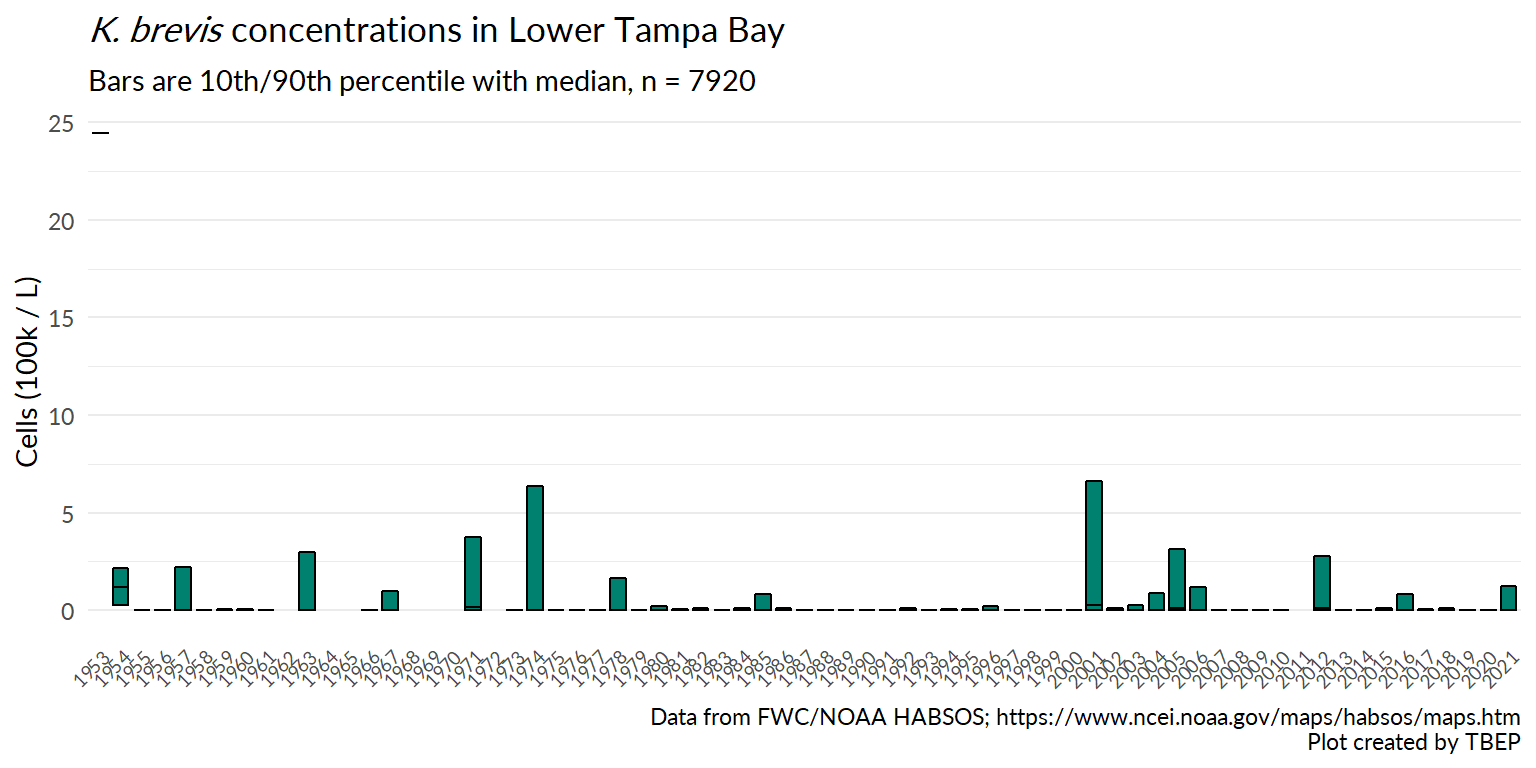 K. brevis concentrations in Lower Tampa Bay
Bars are 10th/90th percentile with median, n = 7920
Cells (100k / L)
25
20
15
10
5
0
1953 1954 1955 1956 1957 1958 1959 1960 1961 1962 1963 1964 1965 1966 1967 1968 1969 1970 1971 1972 1973 1974 1975 1976 1977 1978 1979 1980 1981 1982 1983 1984 1985 1986 1987 1988 1989 1990 1991 1992 1993 1994 1995 1996 1997 1998 1999 2000 2001 2002 2003 2004 2005 2006 2007 2008 2009 2010 2011 2012 2013 2014 2015 2016 2017 2018 2019 2020 2021
Data from FWC/NOAA HABSOS; https://www.ncei.noaa.gov/maps/habsos/maps.htm
Plot created by TBEP